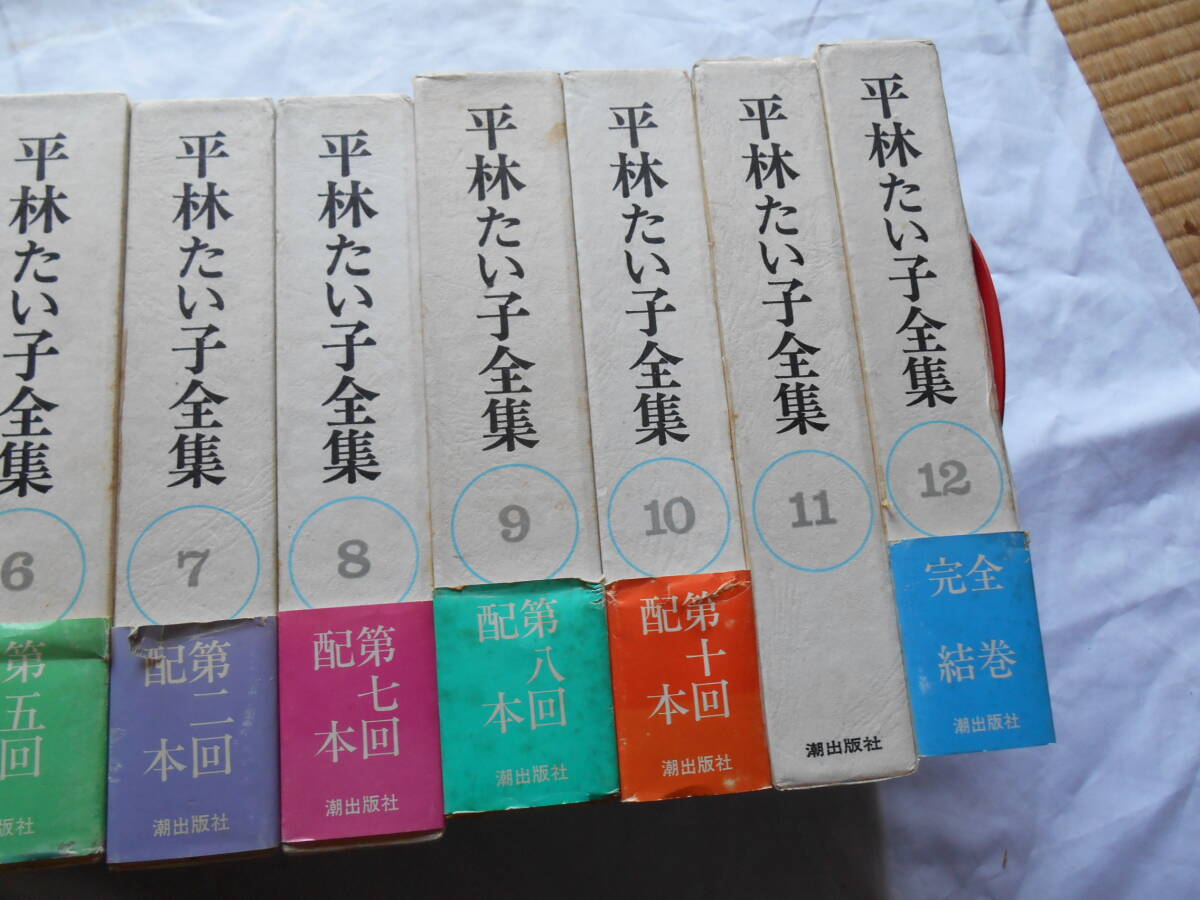 平林たい子全集
6
第五回
版社
平林たい子全集
7
第二回
配本
潮出版社
平林たい子全集
8
第七回
配本
潮出版社
平林たい子全集
9
第八回
配本
潮出版社
平林たい子全集
10
第十回
配本
潮出版社
平林たい子全集
11
潮出版社
平林たい子全集
12
完全
結巻
潮出版社